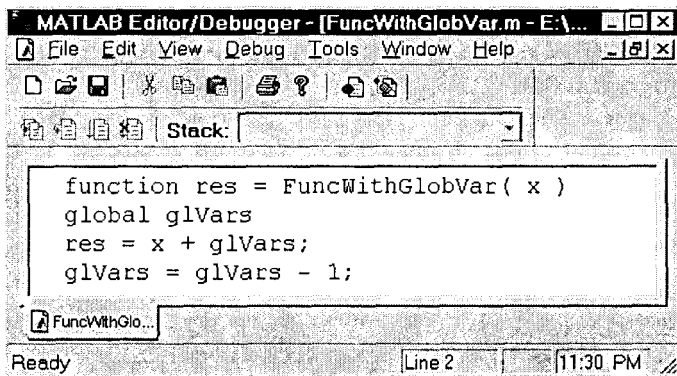 MATLAB Editor/Debugger - [FuncWithGlobVar.m - E:\...
File Edit View Debug Tools Window Help
Stack:
function res = FuncWithGlobVar( x )
global glVars
res = x + glVars;
glVars = glVars - 1;
FuncWithGlo...
Ready Line 2 11:30 PM